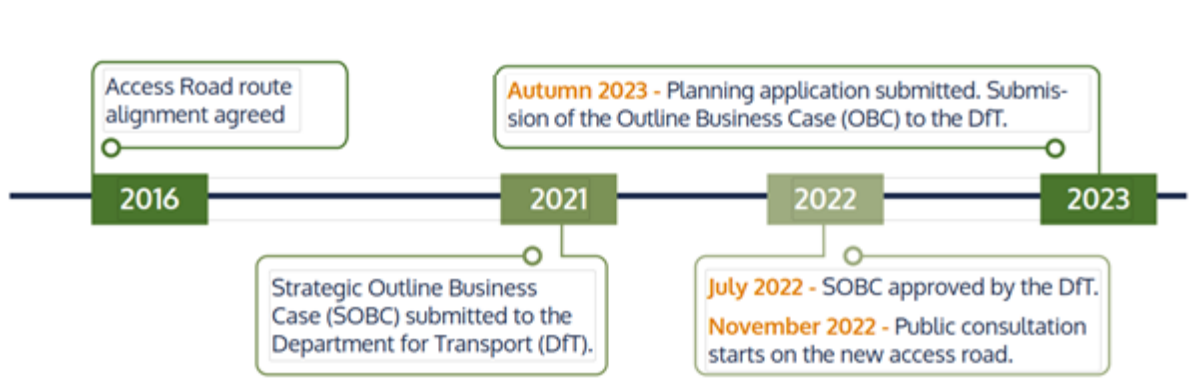 Access Road route
alignment agreed
Autumn 2023 - Planning application submitted. Submis-
sion of the Outline Business Case (OBC) to the DfT.
2016
2021
2022
2023
Strategic Outline Business
Case (SOBC) submitted to the
Department for Transport (DfT).
July 2022 - SOBC approved by the DfT.
November 2022 - Public consultation
starts on the new access road.